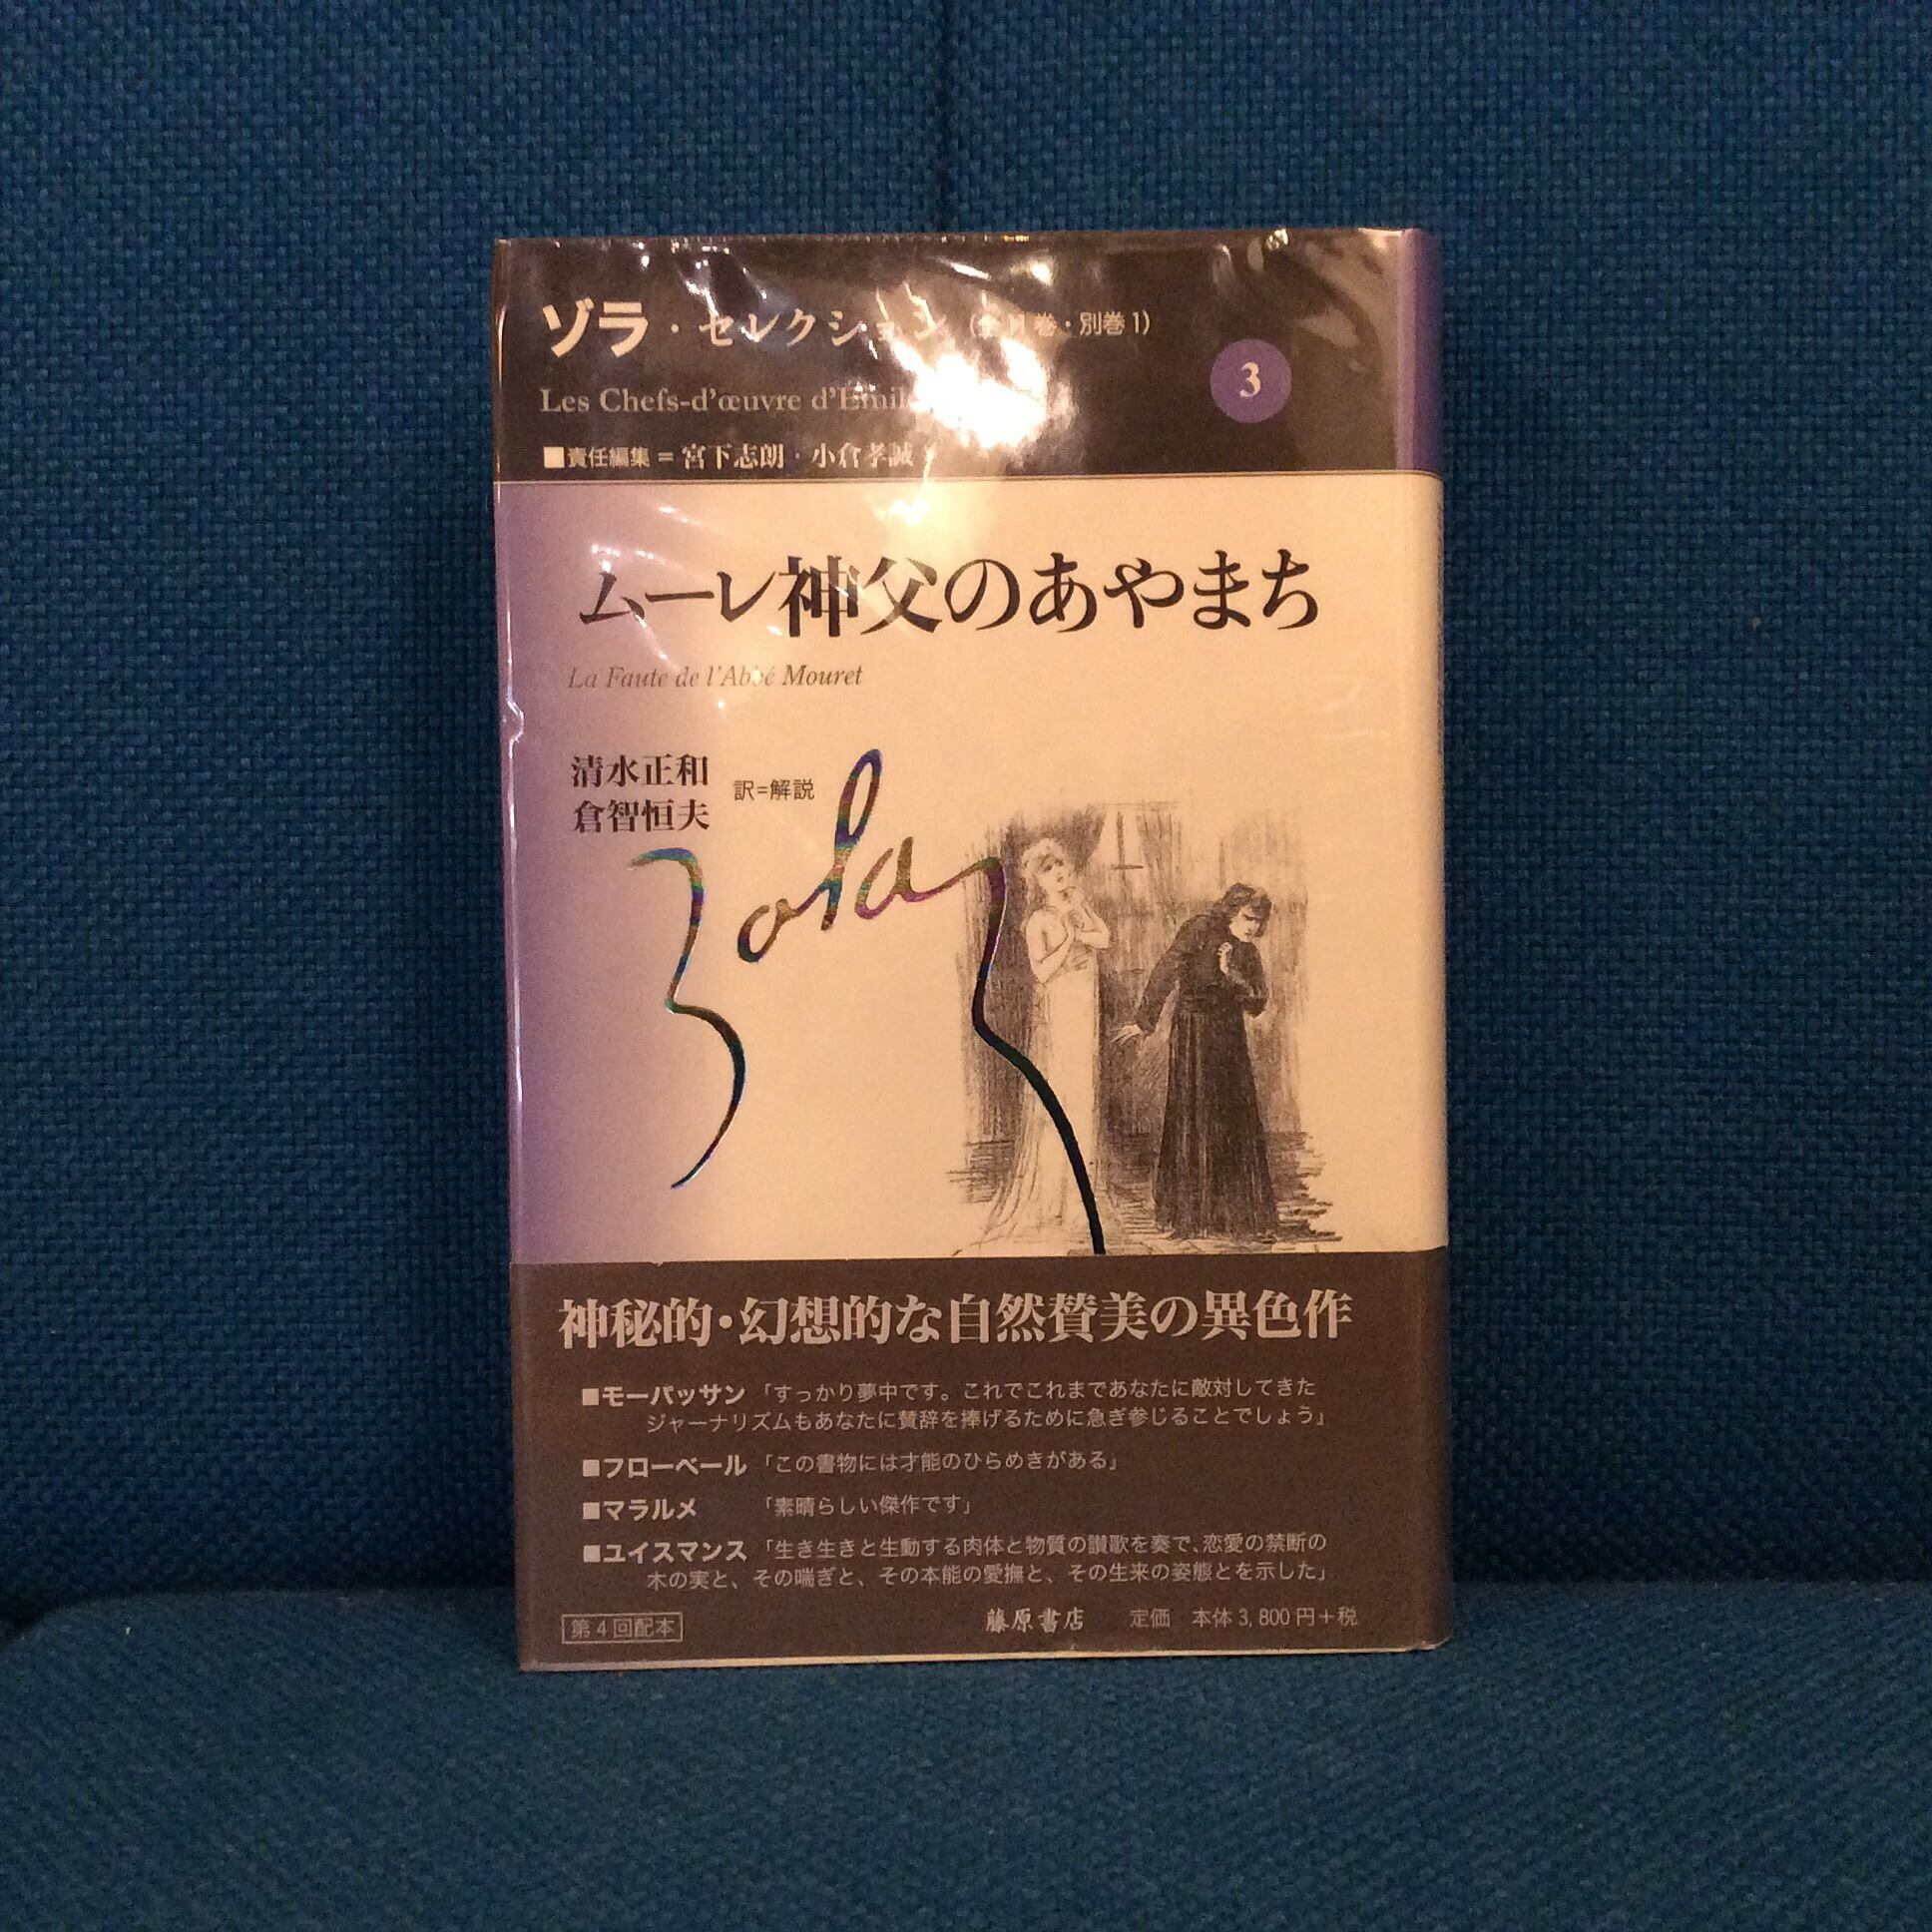 ゾラ・セレクション（全11巻・別巻1）
3
Les Chefs-d'œuvre d'Emile
■責任編集＝宮下志朗・小倉孝誠
ムーレ神父のあやまち
La Faute de l'Abbé Mouret
清水正和
倉智恒夫
訳=解説
Zola
神秘的・幻想的な自然賛美の異色作
■モーパッサン「すっかり夢中です。これでこれまであなたに敵対してきた
ジャーナリズムもあなたに賛辞を捧げるために急ぎ参じることでしょう」
■フローベール「この書物には才能のひらめきがある」
■マラルメ「素晴らしい傑作です」
■ユイスマンス「生き生きと生動する肉体と物質の讃歌を奏で、恋愛の禁断の
木の実と、その喘ぎと、その本能の愛撫と、その生来の姿態とを示した」
第4回配本
藤原書店 定価 本体3,800円+税